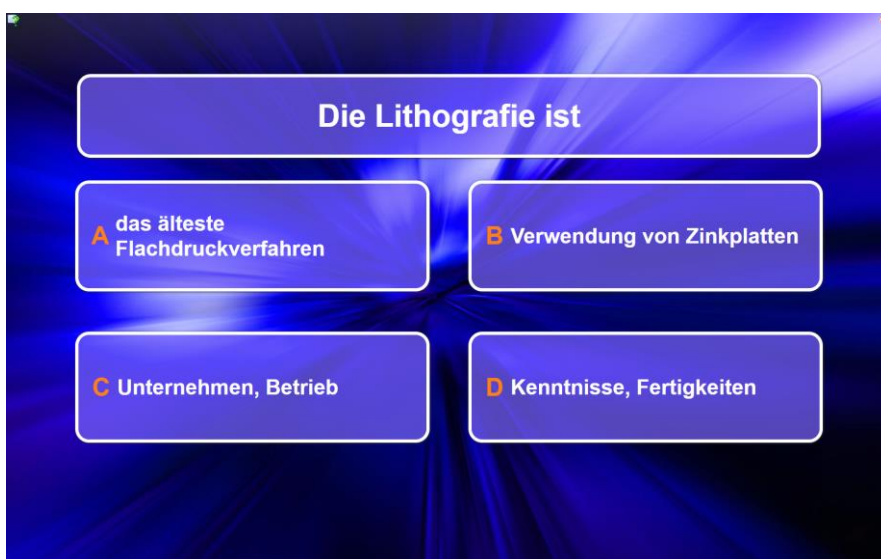 Die Lithografie ist
A das älteste
Flachdruckverfahren
B Verwendung von Zinkplatten
C Unternehmen, Betrieb
D Kenntnisse, Fertigkeiten